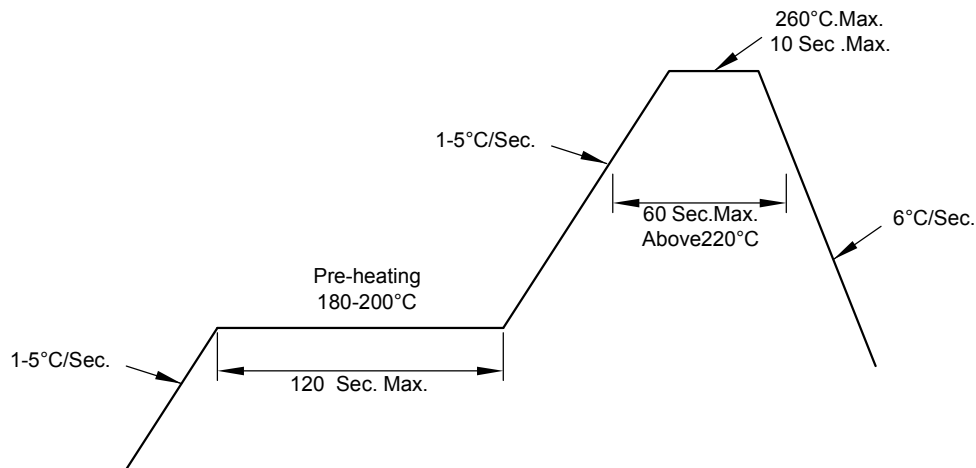 260°C.Max.
10 Sec .Max.
1-5°C/Sec.
60 Sec.Max.
Above220°C
6°C/Sec.
Pre-heating
180-200°C
1-5°C/Sec.
120 Sec. Max.